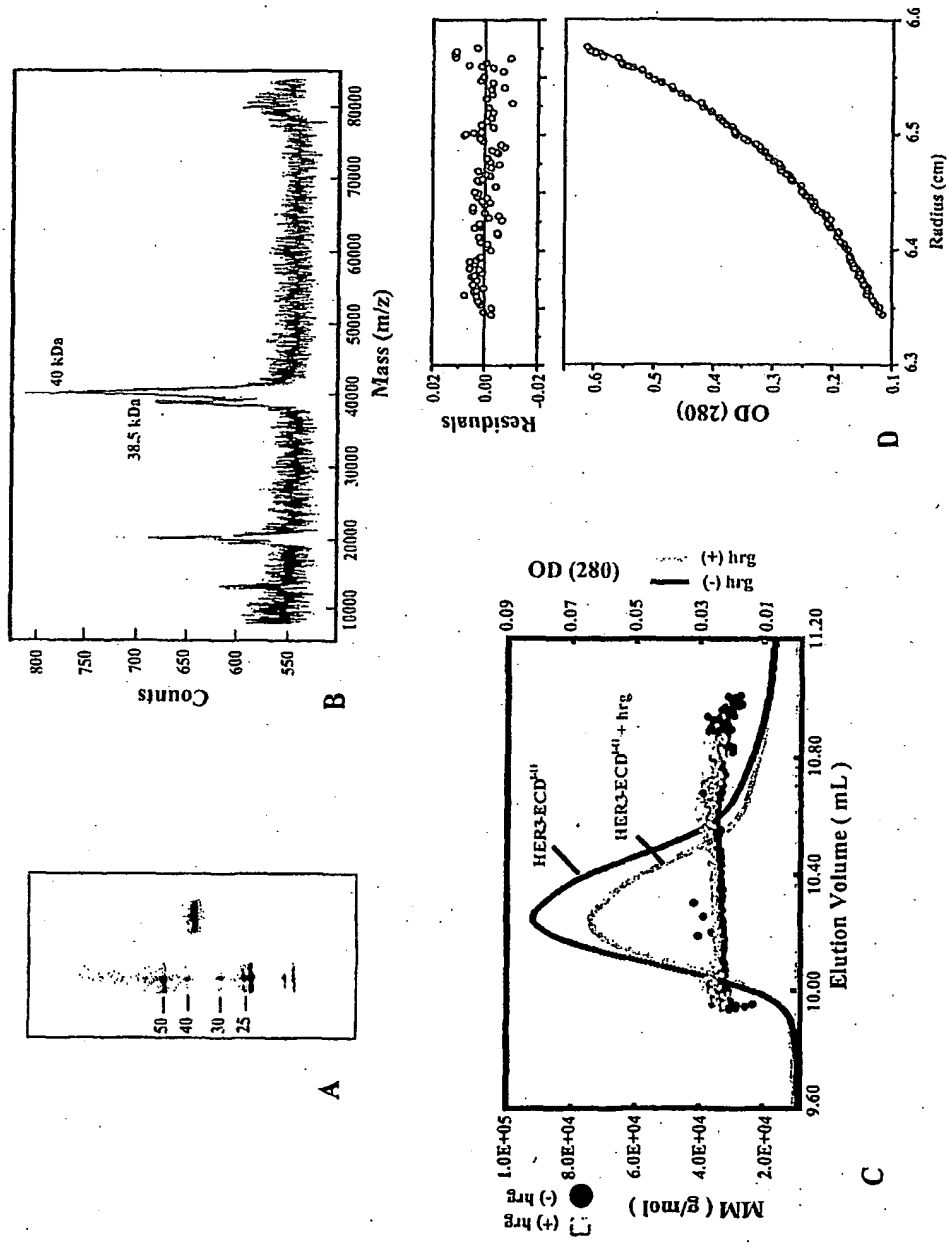 A
50
40
30
25
B
Counts
800
750
700
650
600
550
40 kDa
38.5 kDa
10000
20000
30000
40000
50000
60000
70000
80000
Mass (m/z)
C
(+) hrg
(-) hrg
MM ( g/mol )
1.0E+05
8.0E+04
6.0E+04
4.0E+04
2.0E+04
HER3-ECD
HER3-ECD + hrg
9.60
10.00
10.40
10.80
11.20
Elution Volume ( mL )
OD (280)
0.09
0.07
0.05
0.03
0.01
(+) hrg
(-) hrg
D
Residuals
0.02
0.00
-0.02
OD (280)
0.6
0.5
0.4
0.3
0.2
0.1
6.3
6.4
6.5
6.6
Radius (cm)